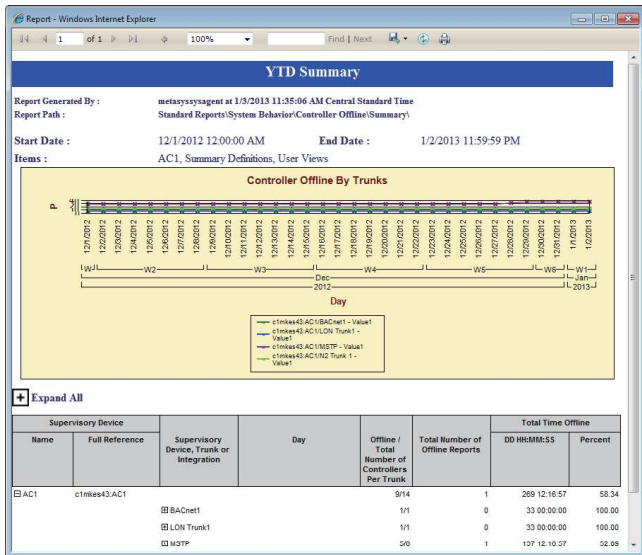 Report - Windows Internet Explorer
1 of 1 100% Find | Next
YTD Summary
Report Generated By : metasyssysagent at 1/3/2013 11:35:06 AM Central Standard Time
Report Path : Standard Reports\System Behavior\Controller Offline\Summary\
Start Date : 12/1/2012 12:00:00 AM End Date : 1/2/2013 11:59:59 PM
Items : AC1, Summary Definitions, User Views
Controller Offline By Trunks
P
12/1/2012 12/2/2012 12/3/2012 12/4/2012 12/5/2012 12/6/2012 12/7/2012 12/8/2012 12/9/2012 12/10/2012 12/11/2012 12/12/2012 12/13/2012 12/14/2012 12/15/2012 12/16/2012 12/17/2012 12/18/2012 12/19/2012 12/20/2012 12/21/2012 12/22/2012 12/23/2012 12/24/2012 12/25/2012 12/26/2012 12/27/2012 12/28/2012 12/29/2012 12/30/2012 12/31/2012 1/1/2013 1/2/2013
W W2 W3 W4 W5 W6 W1
Dec Jan
2012 2013
Day
c1mkes43:AC1/BACnet1 - Value1
c1mkes43:AC1/LON Trunk1 -
Value1
c1mkes43:AC1/MSTP - Value1
c1mkes43:AC1/N2 Trunk 1 -
Value1
Expand All
Supervisory Device Total Time Offline
Name Full Reference Supervisory Device, Trunk or Integration Day Offline / Total Number of Controllers Per Trunk Total Number of Offline Reports DD HH:MM:SS Percent
AC1 c1mkes43:AC1 9/14 1 269 12:16:57 58.34
BACnet1 1/1 0 33 00:00:00 100.00
LON Trunk1 1/1 0 33 00:00:00 100.00
MSTP 1